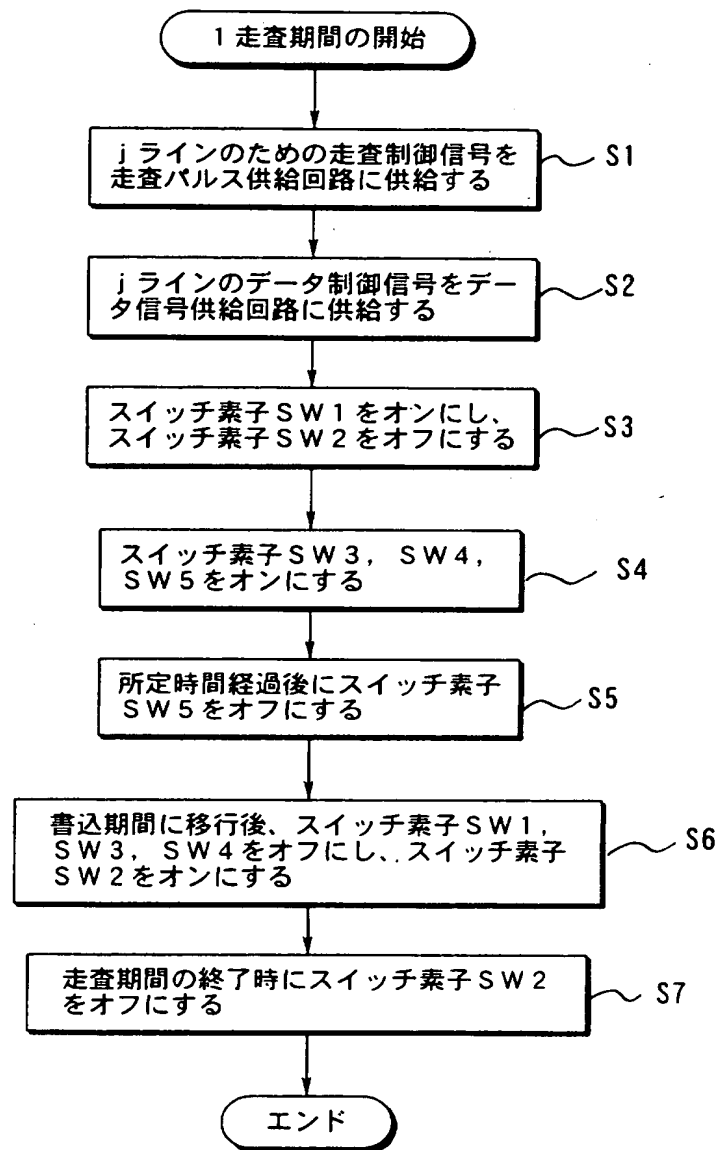 １走査期間の開始
ｊラインのための走査制御信号を
走査パルス供給回路に供給する
S1
ｊラインのデータ制御信号をデー
タ信号供給回路に供給する
S2
スイッチ素子ＳＷ１をオンにし、
スイッチ素子ＳＷ２をオフにする
S3
スイッチ素子ＳＷ３，ＳＷ４，
ＳＷ５をオンにする
S4
所定時間経過後にスイッチ素子
ＳＷ５をオフにする
S5
書込期間に移行後、スイッチ素子ＳＷ１，
ＳＷ３，ＳＷ４をオフにし、スイッチ素子
ＳＷ２をオンにする
S6
走査期間の終了時にスイッチ素子ＳＷ２
をオフにする
S7
エンド